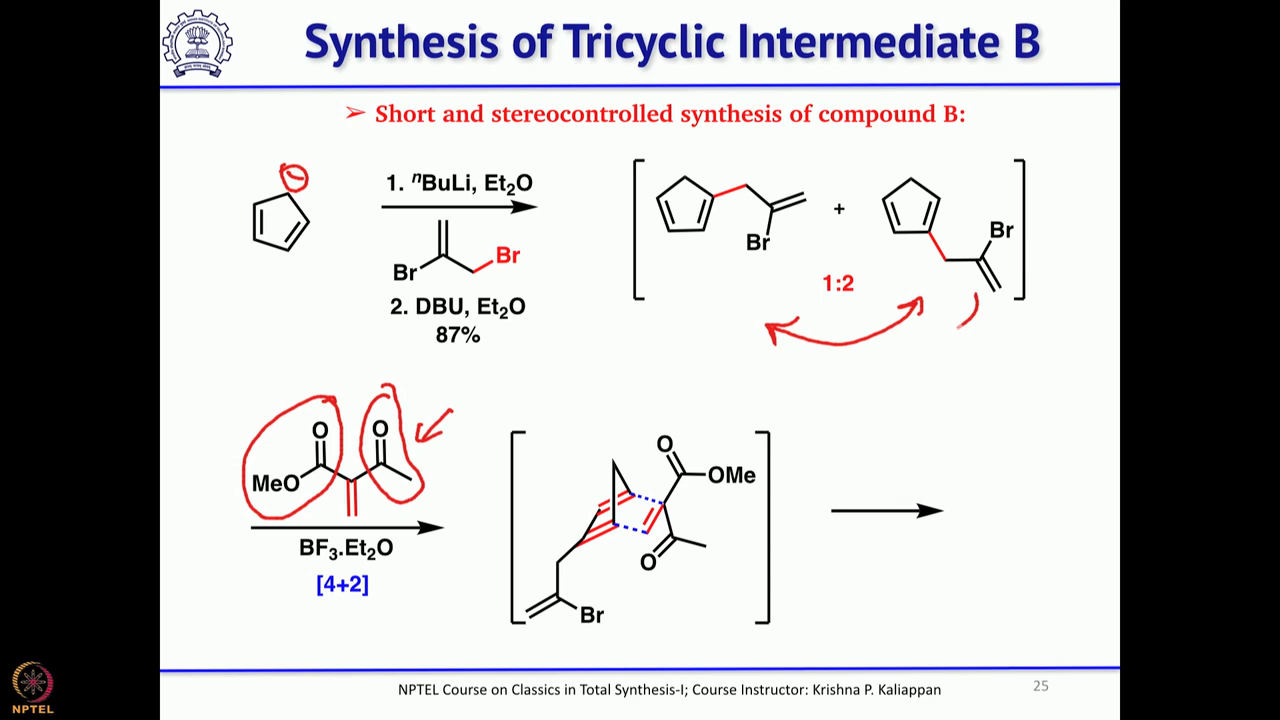 Synthesis of Tricyclic Intermediate B
➢ Short and stereocontrolled synthesis of compound B:
1. ⁿBuLi, Et₂O
Br
Br
2. DBU, Et₂O
87%
Br
+
Br
1:2
O
O
MeO
BF₃.Et₂O
[4+2]
O
OMe
O
Br
NPTEL Course on Classics in Total Synthesis-I; Course Instructor: Krishna P. Kaliappan
25
NPTEL